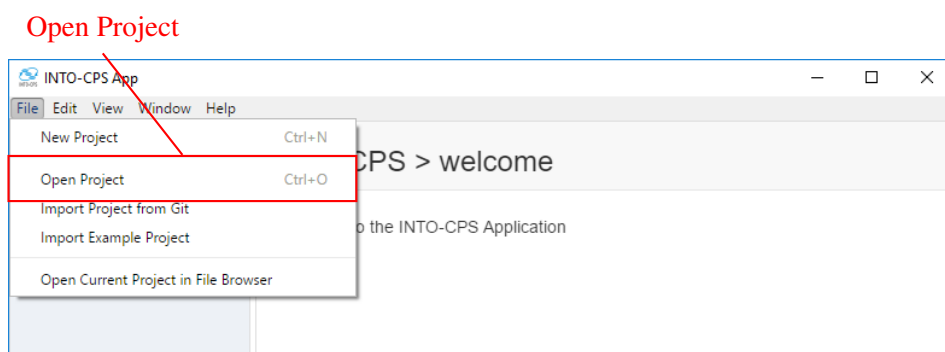 Open Project
INTO-CPS App
File Edit View Window Help
New Project Ctrl+N
CPS > welcome
Open Project Ctrl+O
Import Project from Git
o the INTO-CPS Application
Import Example Project
Open Current Project in File Browser